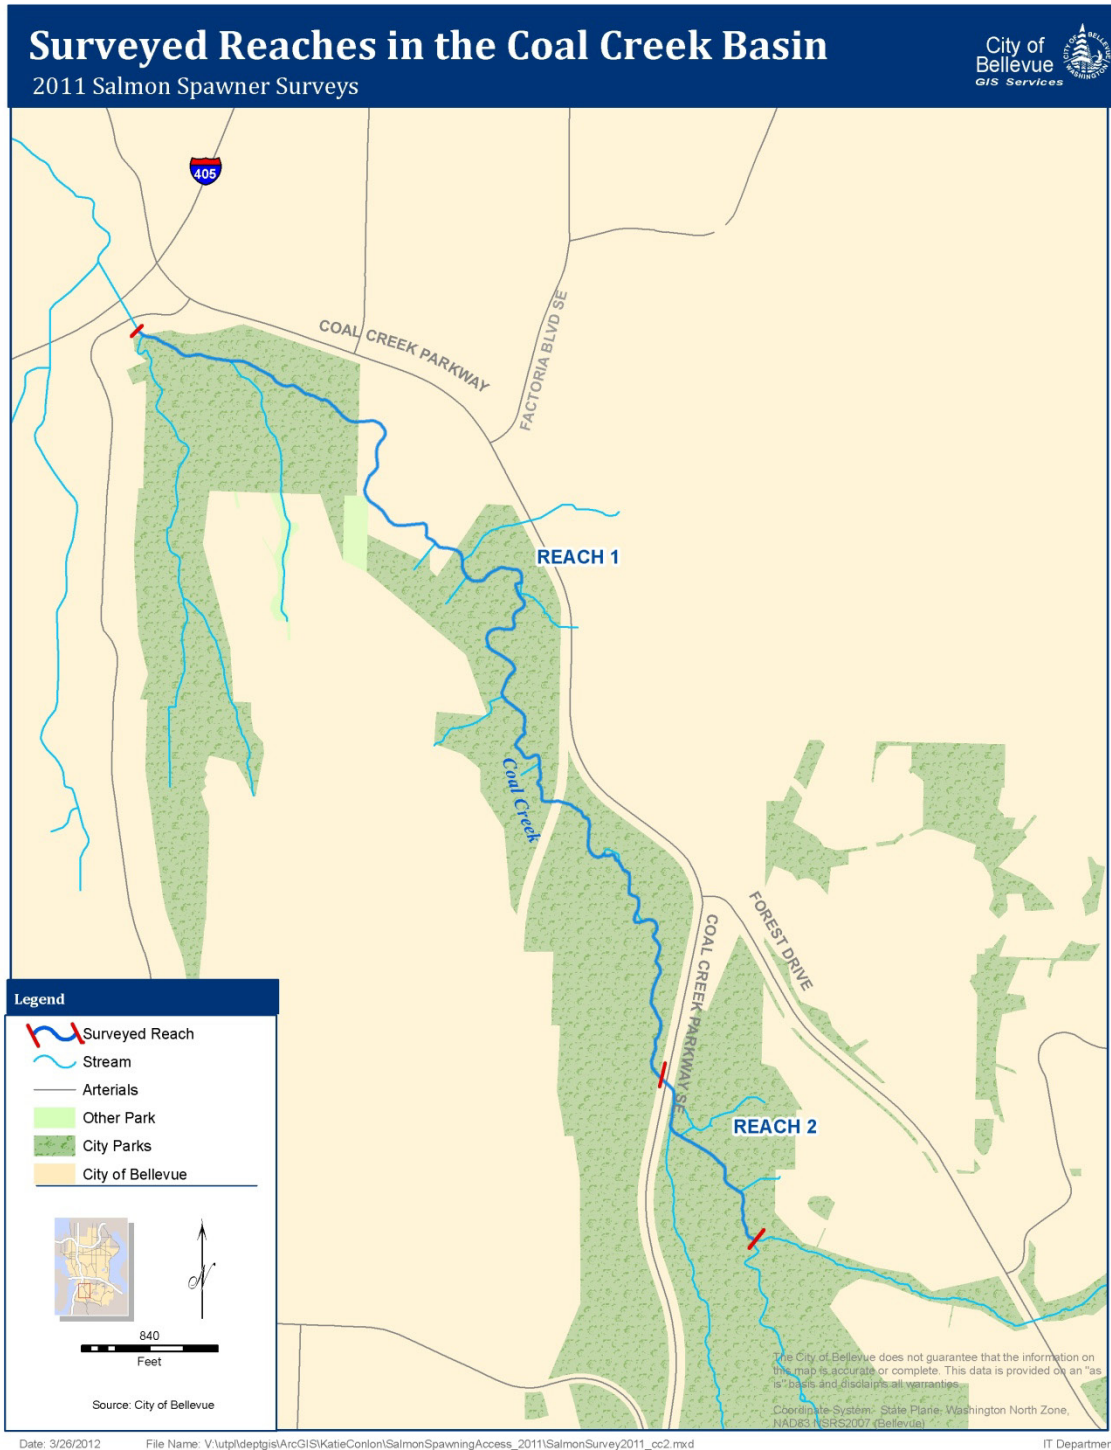 Surveyed Reaches in the Coal Creek Basin
2011 Salmon Spawner Surveys
City of
Bellevue
GIS Services
CITY OF BELLEVUE
WASHINGTON
405
COAL CREEK PARKWAY
FACTORIA BLVD SE
REACH 1
Coal Creek
FOREST DRIVE
COAL CREEK PARKWAY SE
REACH 2
Legend
Surveyed Reach
Stream
Arterials
Other Park
City Parks
City of Bellevue
N
840
Feet
Source: City of Bellevue
The City of Bellevue does not guarantee that the information on
this map is accurate or complete. This data is provided on an "as
is" basis and disclaims all warranties.
Coordinate System: State Plane, Washington North Zone,
NAD83 NSRS2007 (Bellevue)
Date: 3/26/2012
File Name: V:\utpl\deptgis\ArcGIS\KatieConlon\SalmonSpawningAccess_2011\SalmonSurvey2011_cc2.mxd
IT Departmer